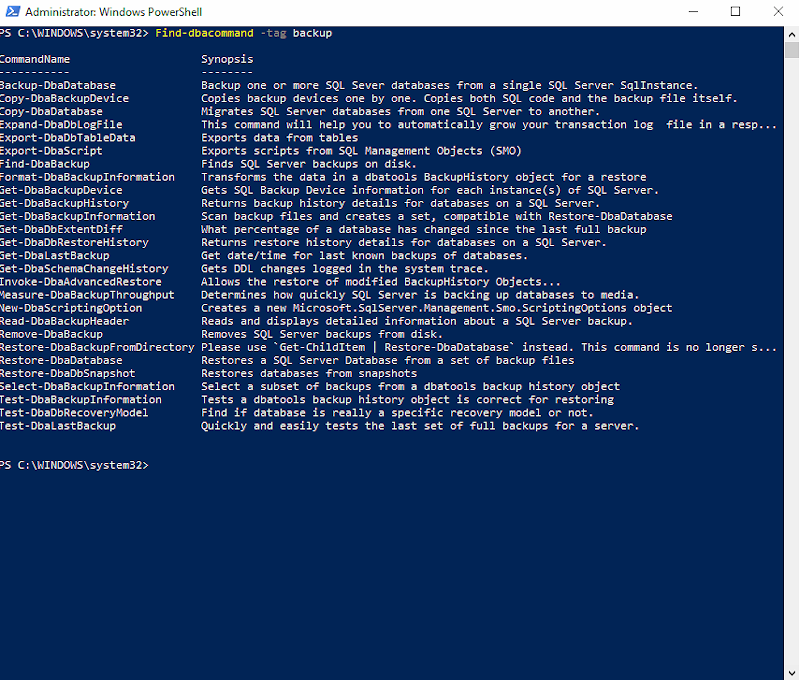 Administrator: Windows PowerShell
PS C:\WINDOWS\system32> Find-dbacommand -tag backup
CommandName Synopsis
----------- --------
Backup-DbaDatabase Backup one or more SQL Sever databases from a single SQL Server SqlInstance.
Copy-DbaBackupDevice Copies backup devices one by one. Copies both SQL code and the backup file itself.
Copy-DbaDatabase Migrates SQL Server databases from one SQL Server to another.
Expand-DbaDbLogFile This command will help you to automatically grow your transaction log  file in a resp...
Export-DbaDbTableData Exports data from tables
Export-DbaScript Exports scripts from SQL Management Objects (SMO)
Find-DbaBackup Finds SQL Server backups on disk.
Format-DbaBackupInformation Transforms the data in a dbatools BackupHistory object for a restore
Get-DbaBackupDevice Gets SQL Backup Device information for each instance(s) of SQL Server.
Get-DbaBackupHistory Returns backup history details for databases on a SQL Server.
Get-DbaBackupInformation Scan backup files and creates a set, compatible with Restore-DbaDatabase
Get-DbaDbExtentDiff What percentage of a database has changed since the last full backup
Get-DbaDbRestoreHistory Returns restore history details for databases on a SQL Server.
Get-DbaLastBackup Get date/time for last known backups of databases.
Get-DbaSchemaChangeHistory Gets DDL changes logged in the system trace.
Invoke-DbaAdvancedRestore Allows the restore of modified BackupHistory Objects...
Measure-DbaBackupThroughput Determines how quickly SQL Server is backing up databases to media.
New-DbaScriptingOption Creates a new Microsoft.SqlServer.Management.Smo.ScriptingOptions object
Read-DbaBackupHeader Reads and displays detailed information about a SQL Server backup.
Remove-DbaBackup Removes SQL Server backups from disk.
Restore-DbaBackupFromDirectory Please use `Get-ChildItem | Restore-DbaDatabase` instead. This command is no longer s...
Restore-DbaDatabase Restores a SQL Server Database from a set of backup files
Restore-DbaDbSnapshot Restores databases from snapshots
Select-DbaBackupInformation Select a subset of backups from a dbatools backup history object
Test-DbaBackupInformation Tests a dbatools backup history object is correct for restoring
Test-DbaDbRecoveryModel Find if database is really a specific recovery model or not.
Test-DbaLastBackup Quickly and easily tests the last set of full backups for a server.
PS C:\WINDOWS\system32>